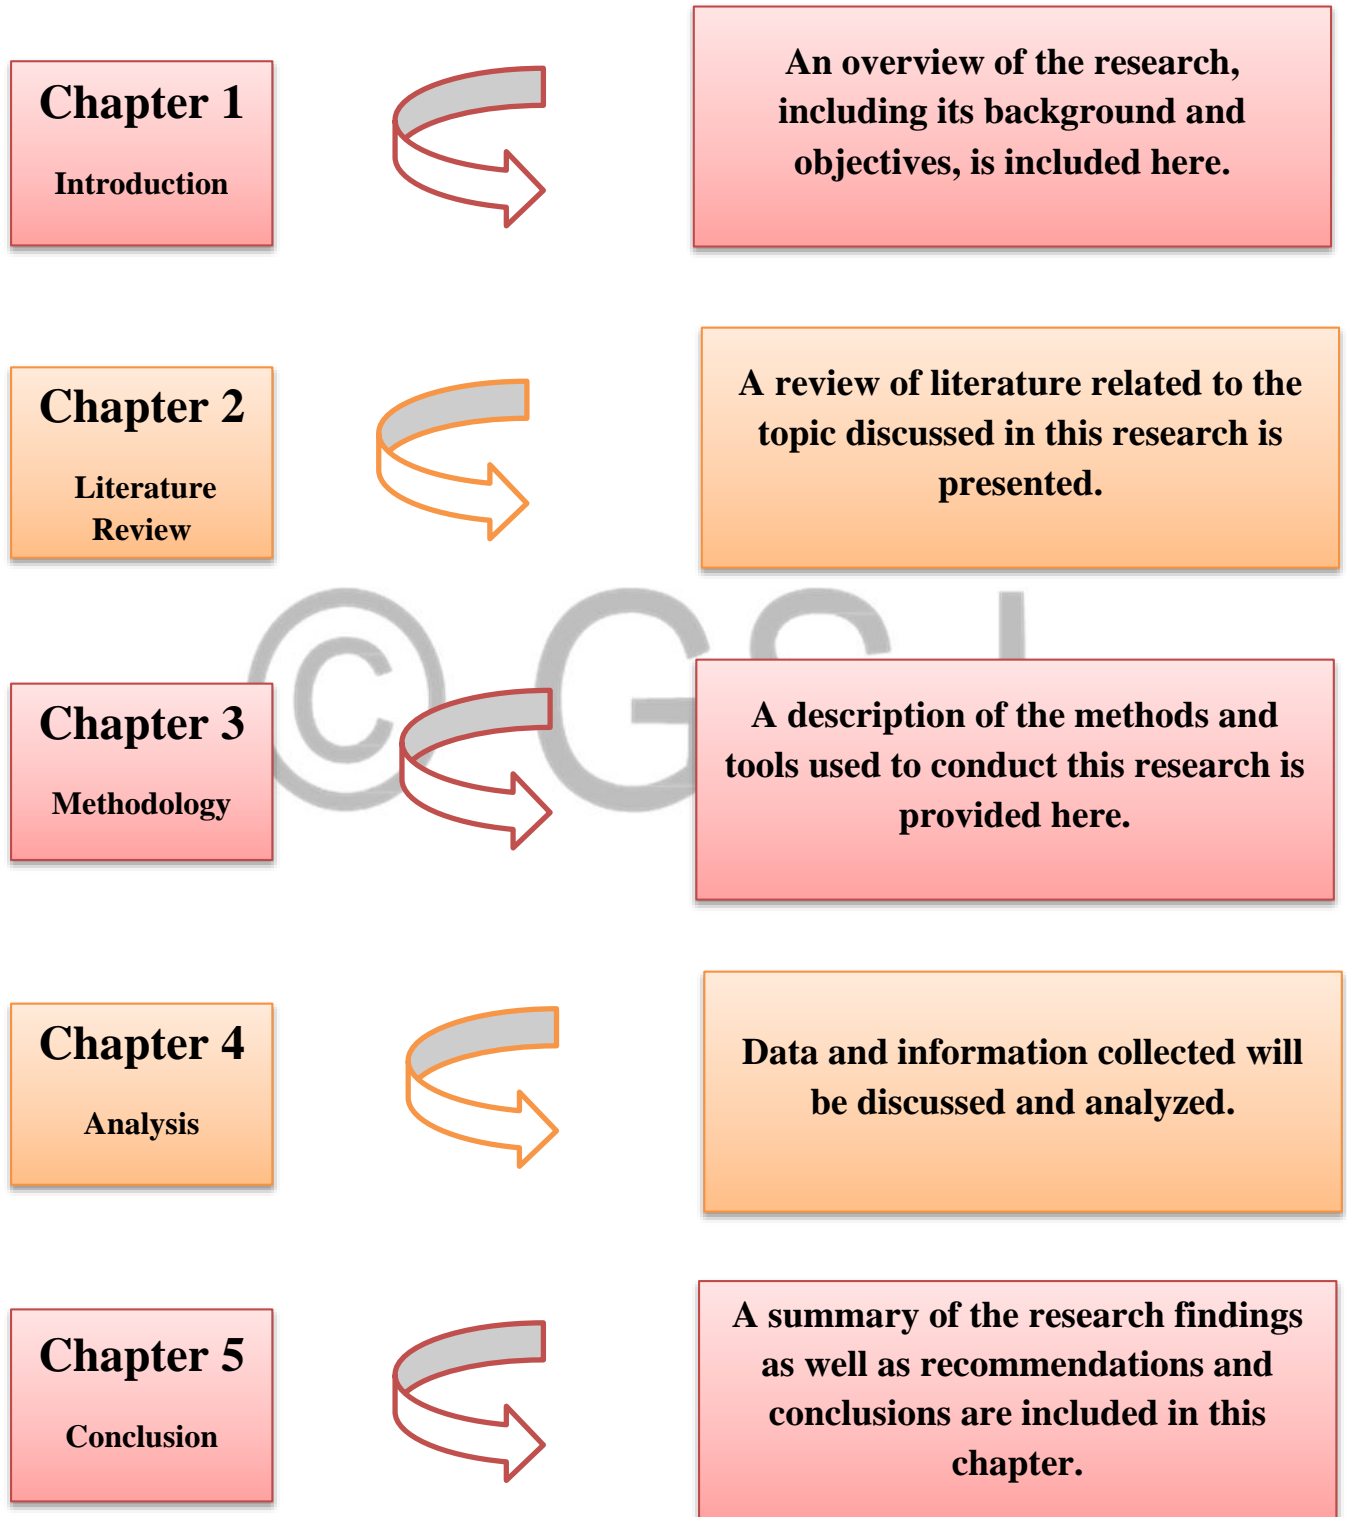 Chapter 1
Introduction
An overview of the research,
including its background and
objectives, is included here.
Chapter 2
Literature
Review
A review of literature related to the
topic discussed in this research is
presented.
© GSJ
Chapter 3
Methodology
A description of the methods and
tools used to conduct this research is
provided here.
Chapter 4
Analysis
Data and information collected will
be discussed and analyzed.
Chapter 5
Conclusion
A summary of the research findings
as well as recommendations and
conclusions are included in this
chapter.